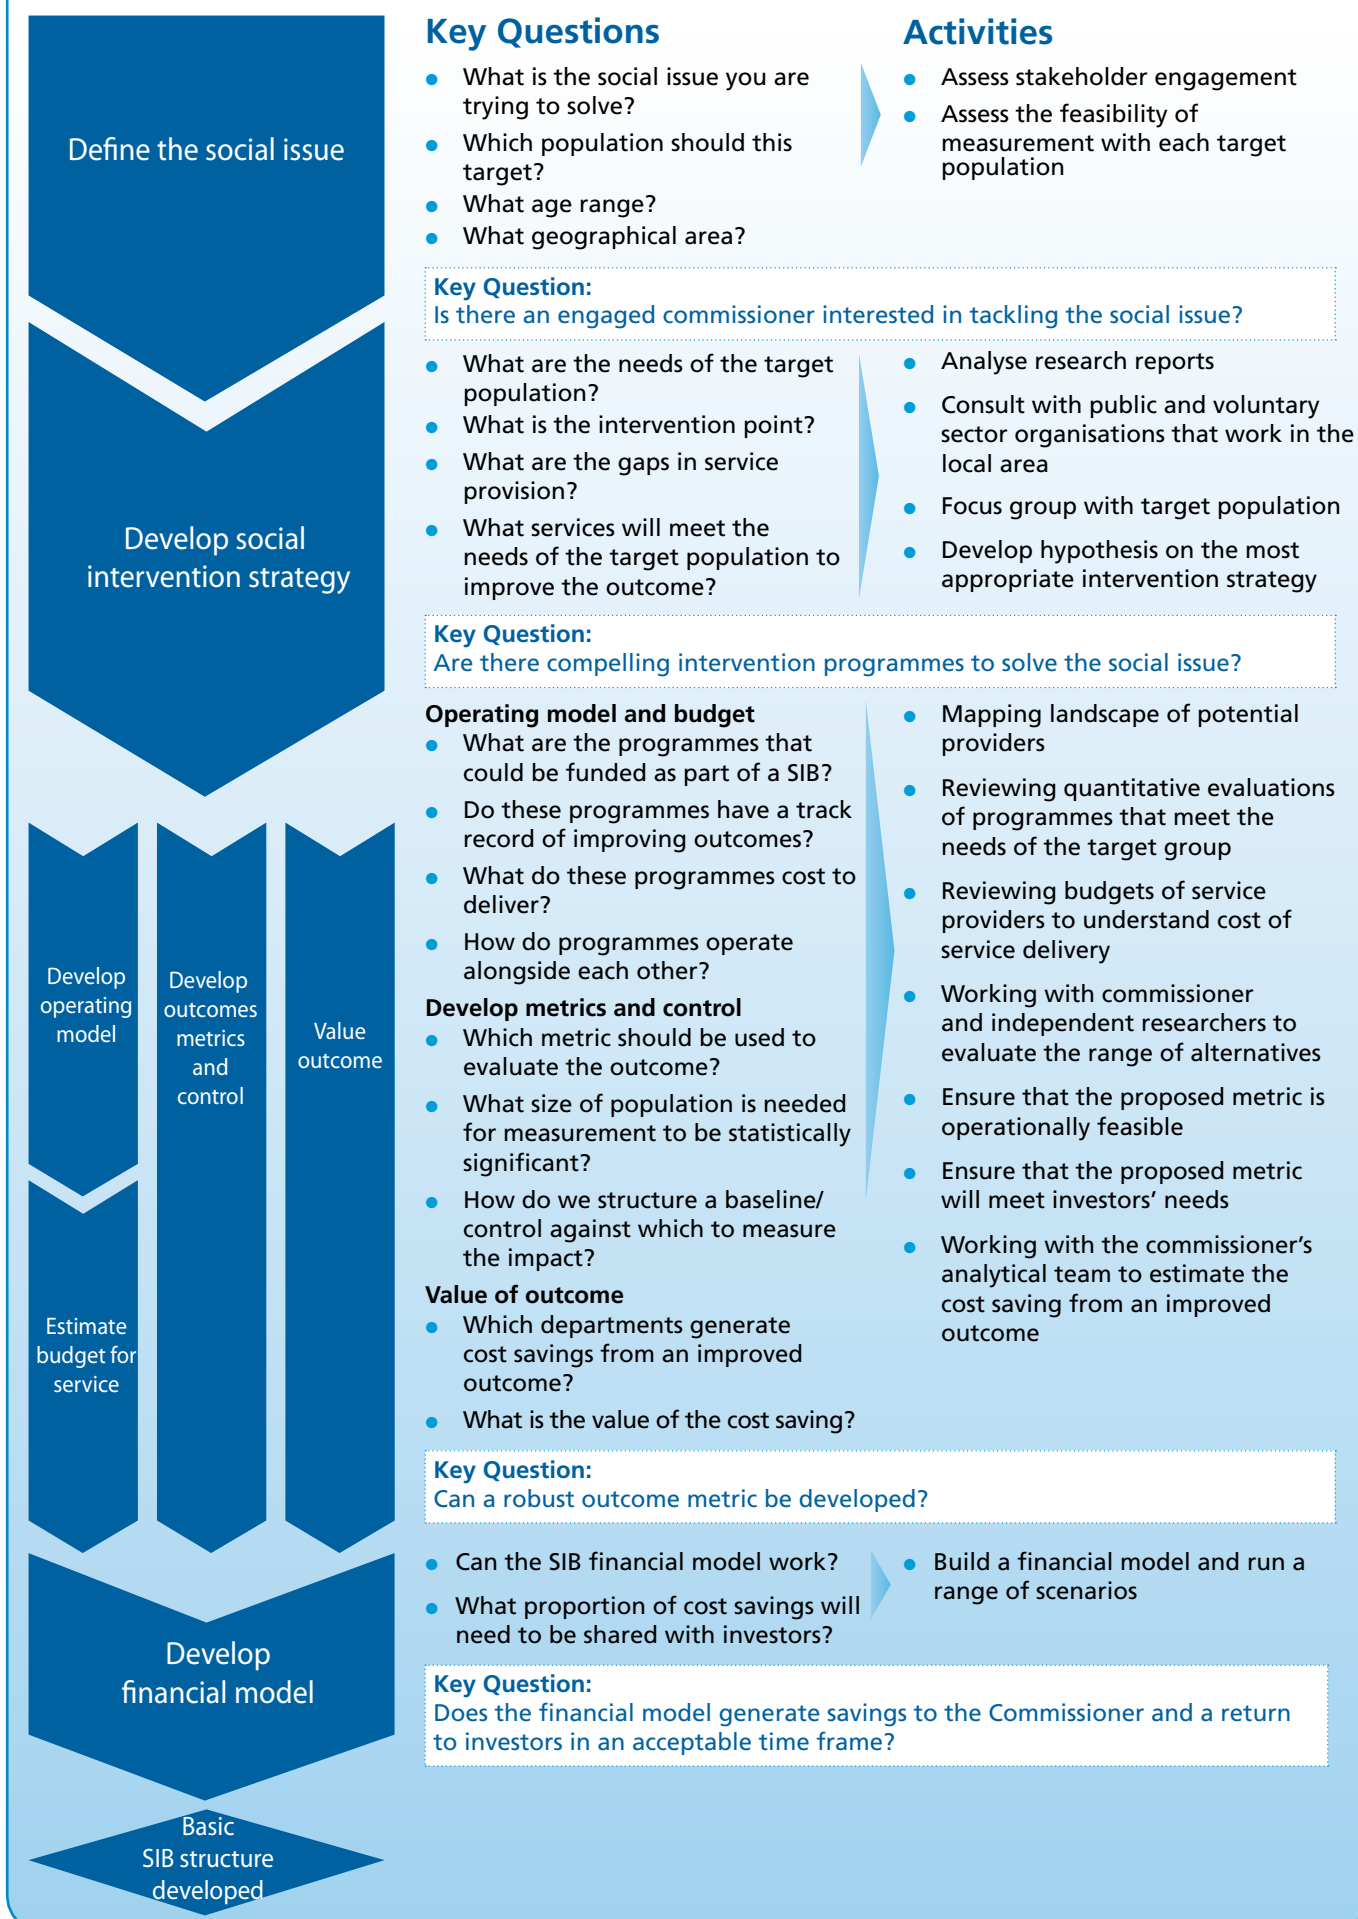 Key Questions
Activities
Define the social issue
What is the social issue you are
trying to solve?
Which population should this
target?
What age range?
What geographical area?
Assess stakeholder engagement
Assess the feasibility of
measurement with each target
population
Key Question:
Is there an engaged commissioner interested in tackling the social issue?
Develop social
intervention strategy
What are the needs of the target
population?
What is the intervention point?
What are the gaps in service
provision?
What services will meet the
needs of the target population to
improve the outcome?
Analyse research reports
Consult with public and voluntary
sector organisations that work in the
local area
Focus group with target population
Develop hypothesis on the most
appropriate intervention strategy
Key Question:
Are there compelling intervention programmes to solve the social issue?
Develop
operating
model
Estimate
budget for
service
Develop
outcomes
metrics
and
control
Value
outcome
Operating model and budget
What are the programmes that
could be funded as part of a SIB?
Do these programmes have a track
record of improving outcomes?
What do these programmes cost to
deliver?
How do programmes operate
alongside each other?
Develop metrics and control
Which metric should be used to
evaluate the outcome?
What size of population is needed
for measurement to be statistically
significant?
How do we structure a baseline/
control against which to measure
the impact?
Value of outcome
Which departments generate
cost savings from an improved
outcome?
What is the value of the cost saving?
Mapping landscape of potential
providers
Reviewing quantitative evaluations
of programmes that meet the
needs of the target group
Reviewing budgets of service
providers to understand cost of
service delivery
Working with commissioner
and independent researchers to
evaluate the range of alternatives
Ensure that the proposed metric is
operationally feasible
Ensure that the proposed metric
will meet investors’ needs
Working with the commissioner’s
analytical team to estimate the
cost saving from an improved
outcome
Key Question:
Can a robust outcome metric be developed?
Develop
financial model
Can the SIB financial model work?
What proportion of cost savings will
need to be shared with investors?
Build a financial model and run a
range of scenarios
Key Question:
Does the financial model generate savings to the Commissioner and a return
to investors in an acceptable time frame?
Basic
SIB structure
developed